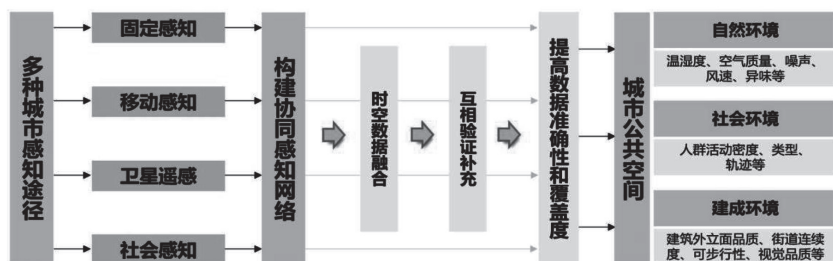 多种城市感知途径
固定感知
移动感知
卫星遥感
社会感知
构建协同感知网络
时空数据融合
互相验证补充
提高数据准确性和覆盖度
城市公共空间
自然环境
温湿度、空气质量、噪声、
风速、异味等
社会环境
人群活动密度、类型、
轨迹等
建成环境
建筑外立面品质、街道连续
度、可步行性、视觉品质等